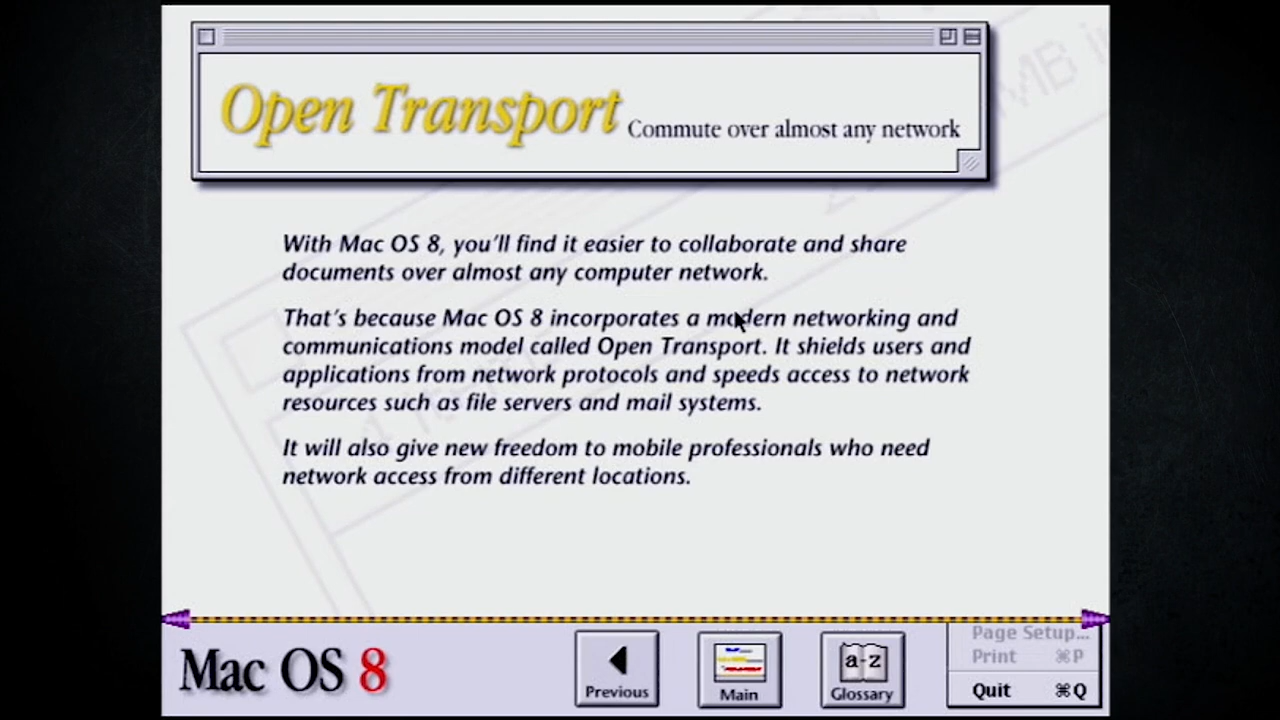 Open Transport Commute over almost any network
With Mac OS 8, you'll find it easier to collaborate and share
documents over almost any computer network.
That's because Mac OS 8 incorporates a modern networking and
communications model called Open Transport. It shields users and
applications from network protocols and speeds access to network
resources such as file servers and mail systems.
It will also give new freedom to mobile professionals who need
network access from different locations.
Mac OS 8
Previous
Main
a-z
Glossary
Page Setup...
Print ⌘P
Quit ⌘Q